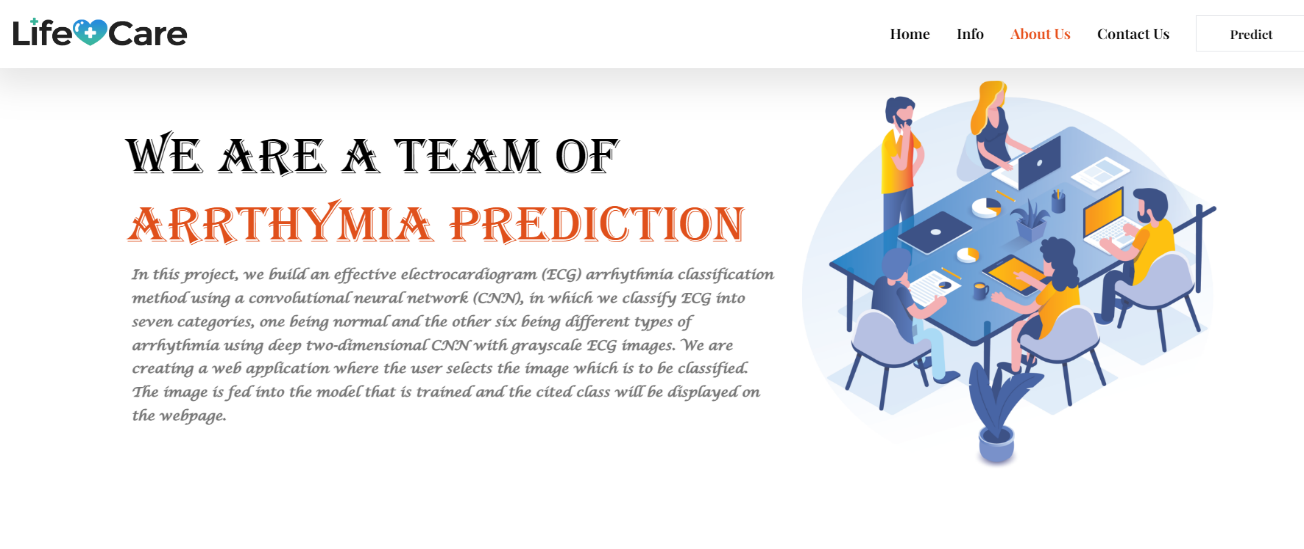 Life Care
Home Info About Us Contact Us Predict
WE ARE A TEAM OF
ARRTHYMIA PREDICTION
In this project, we build an effective electrocardiogram (ECG) arrhythmia classification
method using a convolutional neural network (CNN), in which we classify ECG into
seven categories, one being normal and the other six being different types of
arrhythmia using deep two-dimensional CNN with grayscale ECG images. We are
creating a web application where the user selects the image which is to be classified.
The image is fed into the model that is trained and the cited class will be displayed on
the webpage.